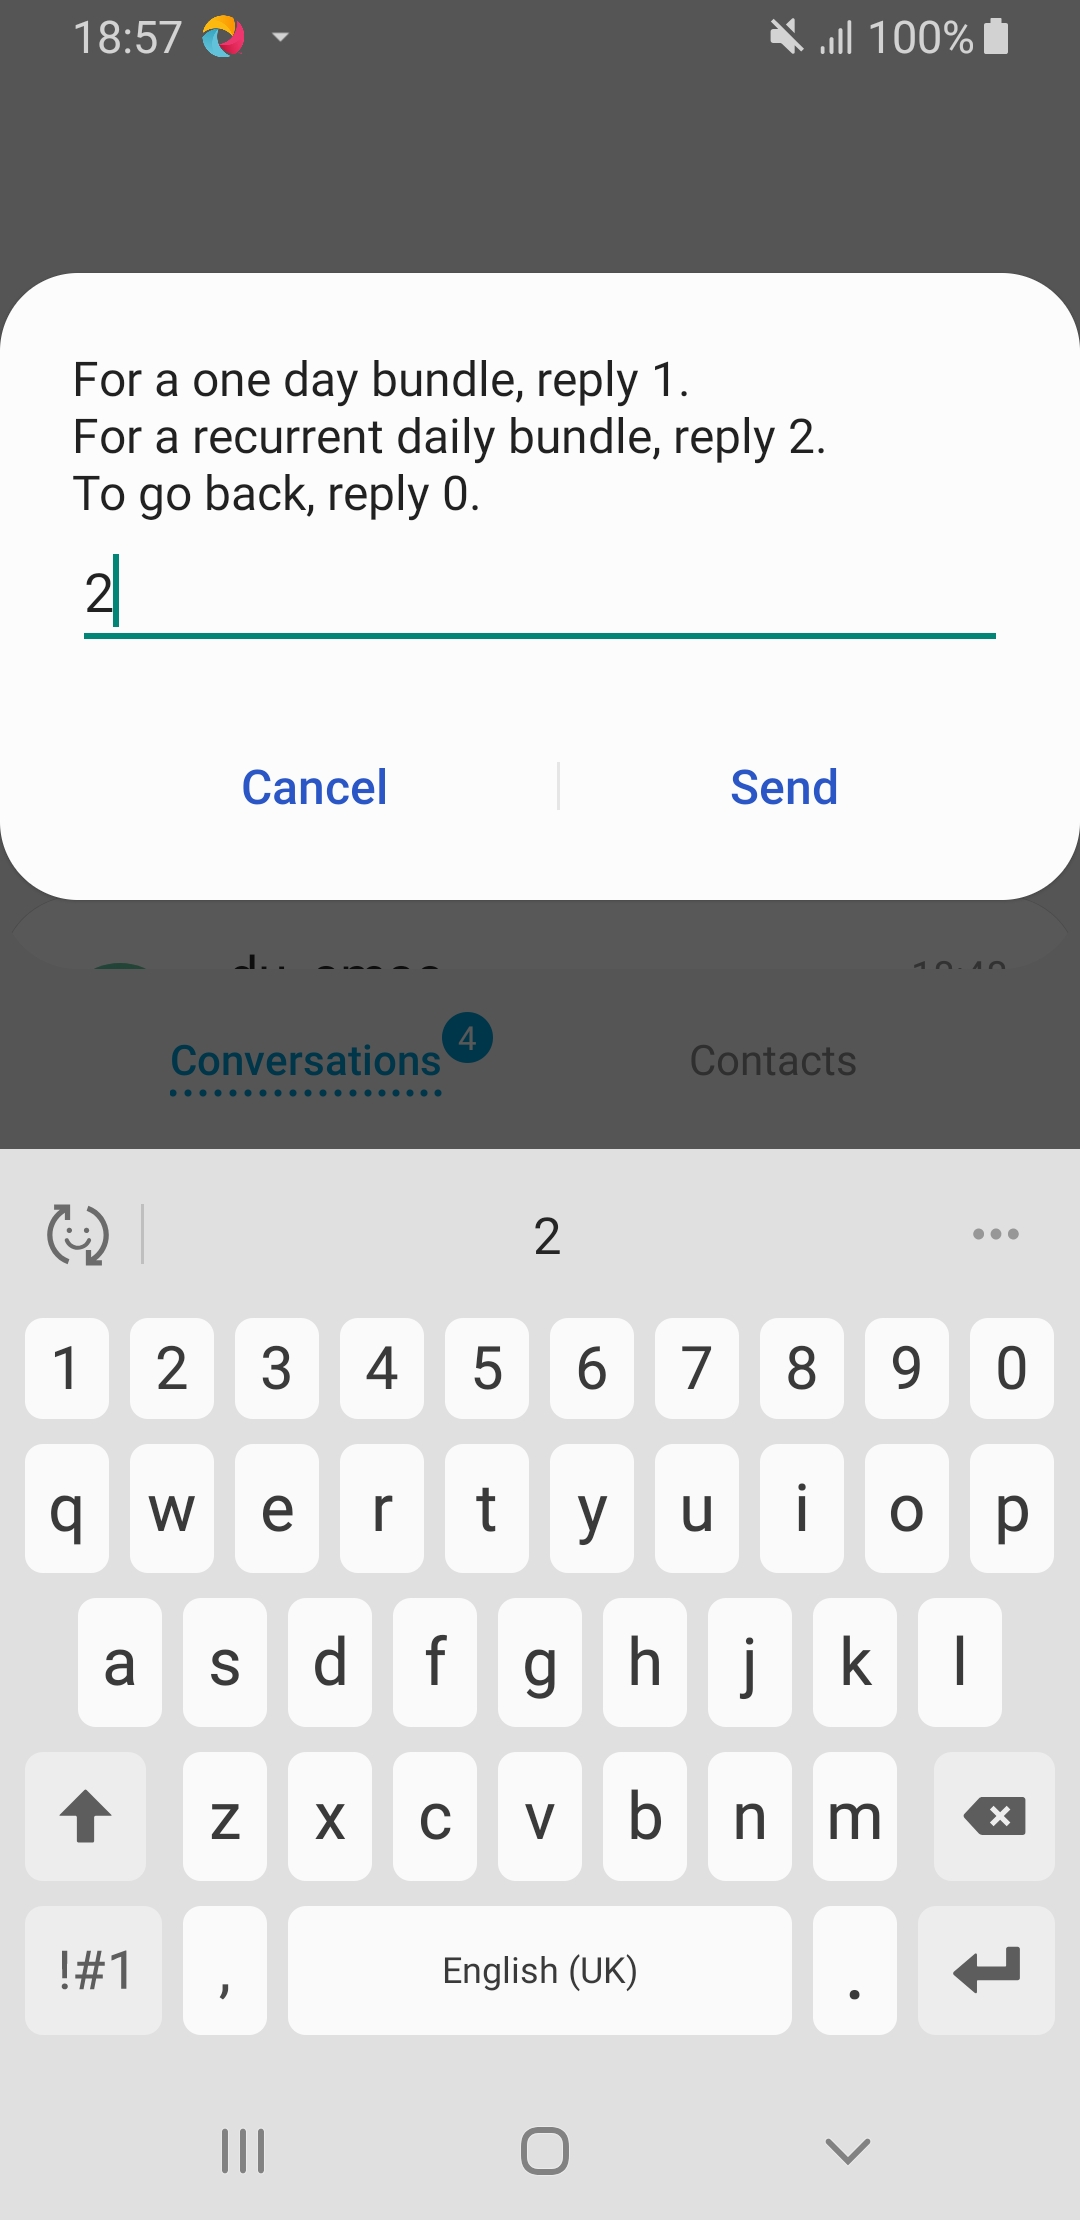 18:57
100%
For a one day bundle, reply 1.
For a recurrent daily bundle, reply 2.
To go back, reply 0.
2
Cancel
Send
Conversations
4
Contacts
2
1 2 3 4 5 6 7 8 9 0
q w e r t y u i o p
a s d f g h j k l
z x c v b n m
!#1 , English (UK) .